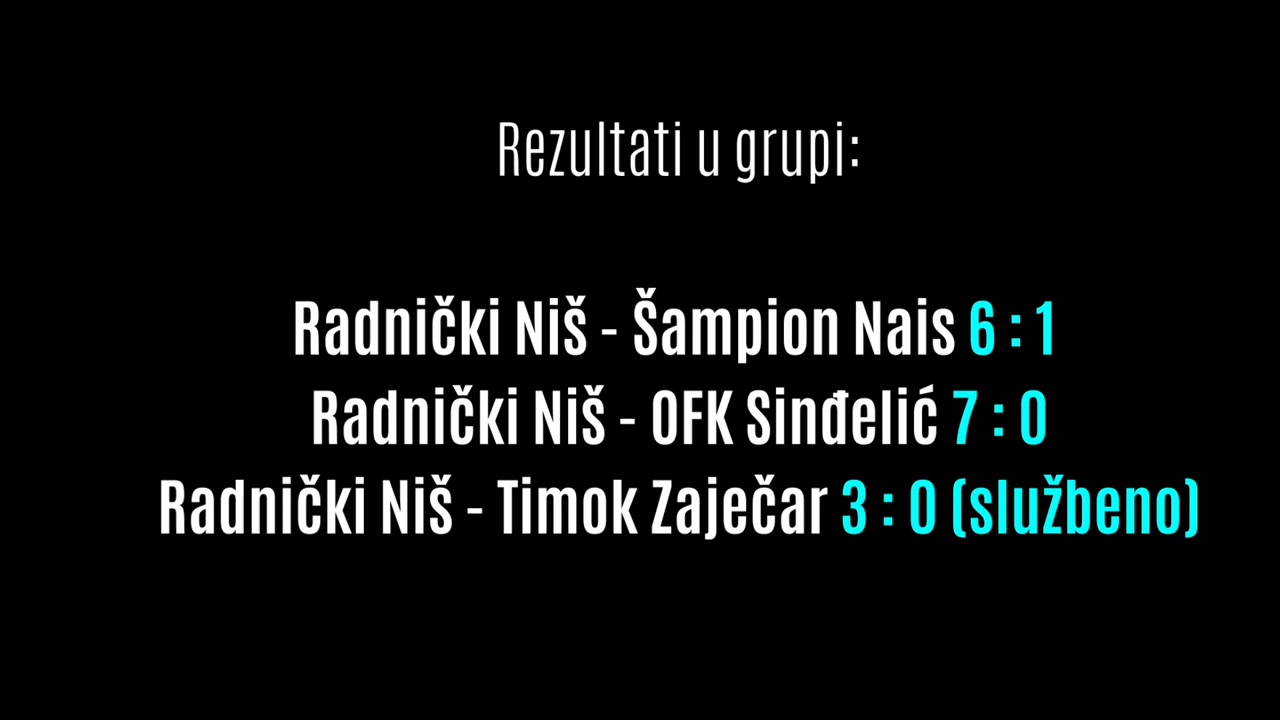 Rezultati u grupi:
Radnički Niš - Šampion Nais 6 : 1
Radnički Niš - OFK Sinđelić 7 : 0
Radnički Niš - Timok Zaječar 3 : 0 (službeno)